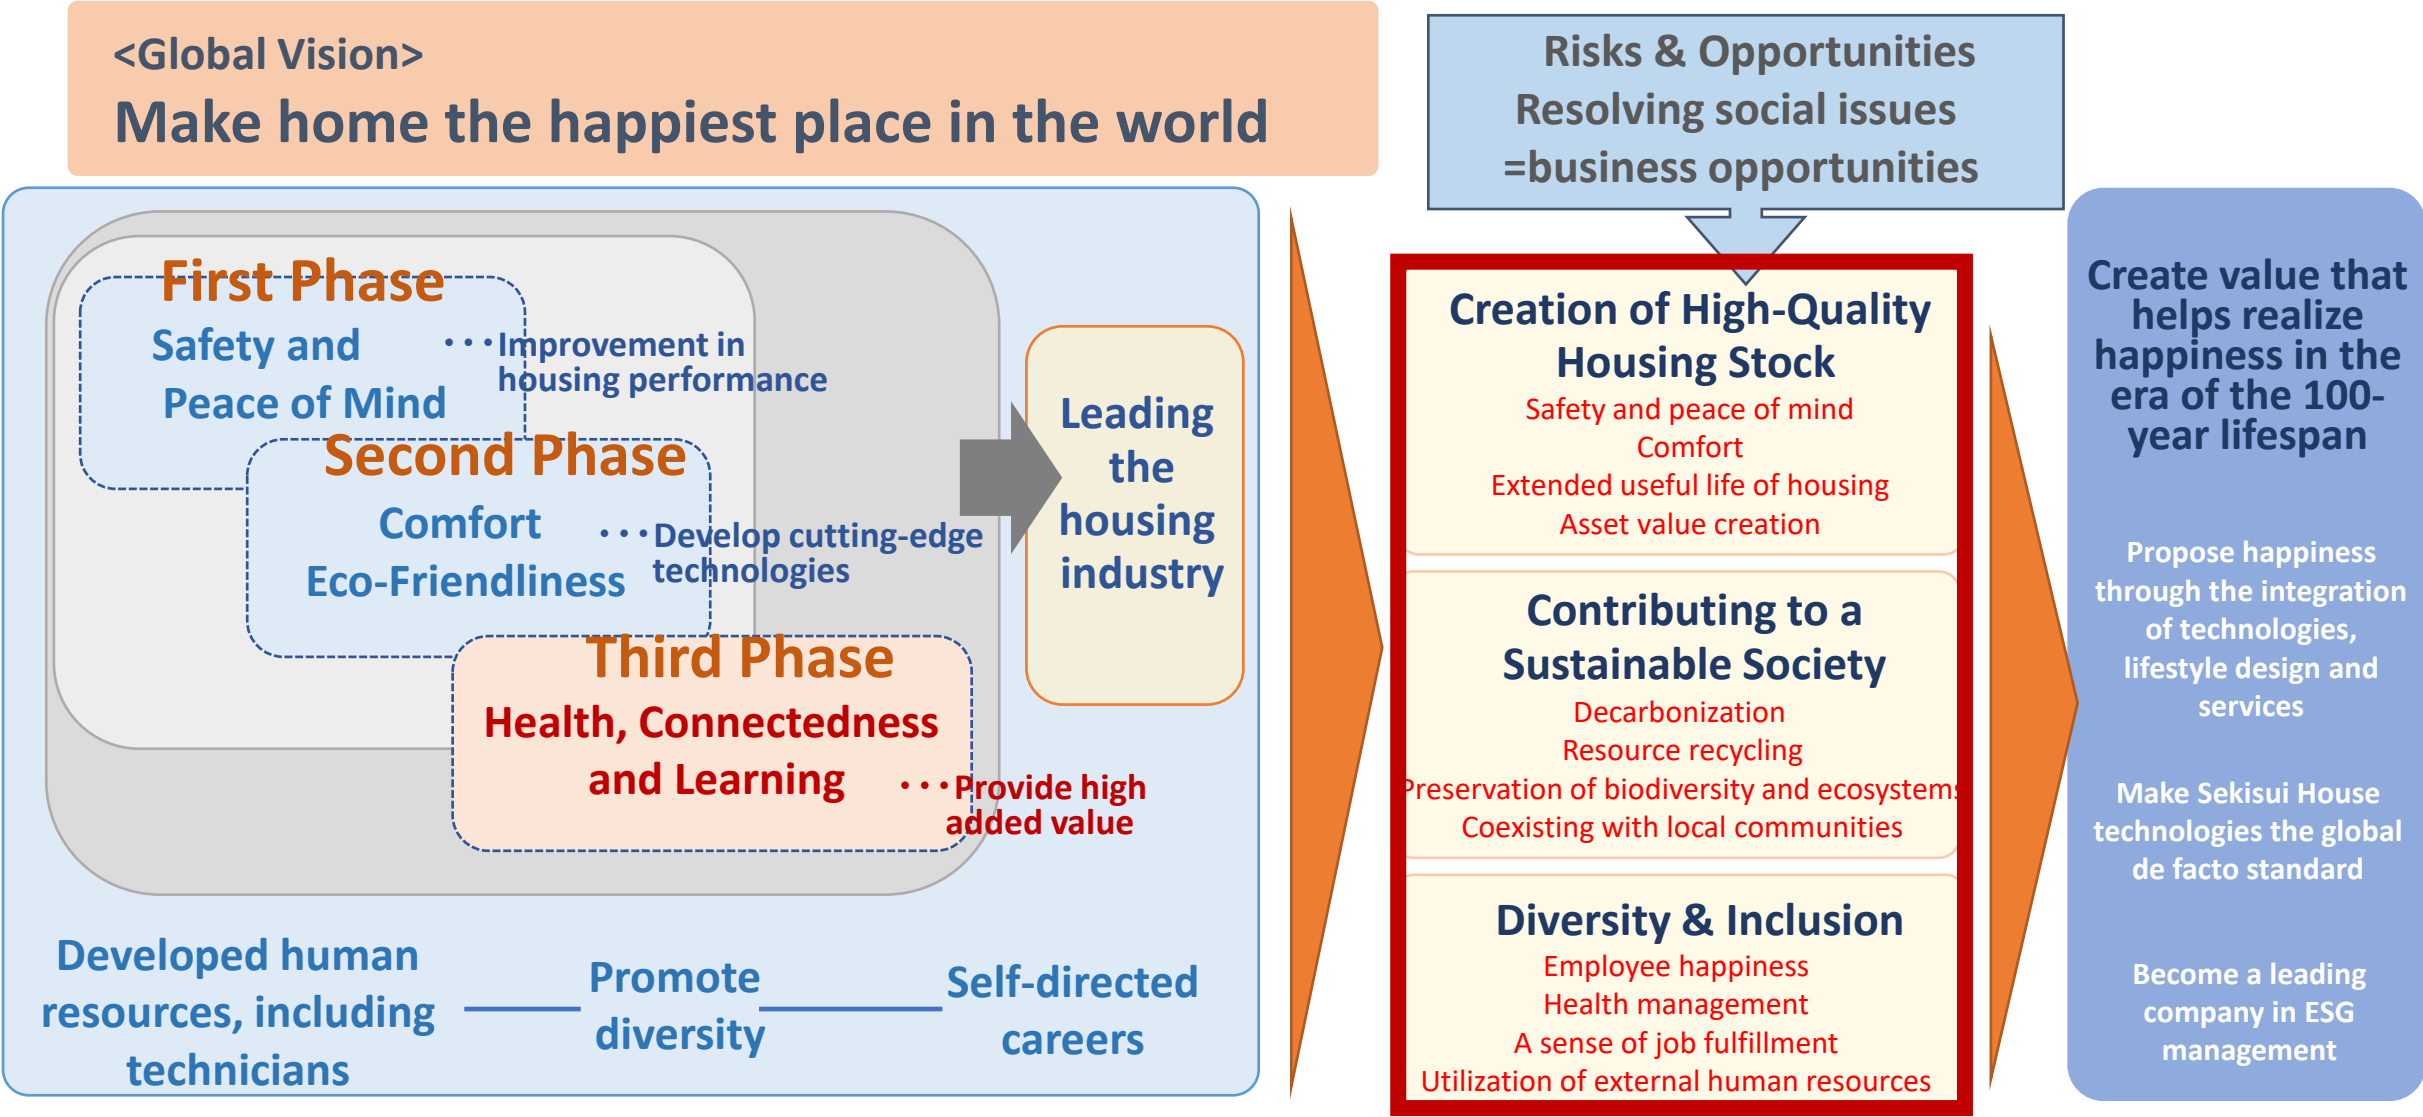 <Global Vision>
Make home the happiest place in the world
First Phase
Safety and
Peace of Mind
···Improvement in
housing performance
Second Phase
Comfort
Eco-Friendliness
···Develop cutting-edge
technologies
Third Phase
Health, Connectedness
and Learning
···Provide high
added value
Leading
the
housing
industry
Developed human
resources, including
technicians
Promote
diversity
Self-directed
careers
Risks & Opportunities
Resolving social issues
=business opportunities
Creation of High-Quality
Housing Stock
Safety and peace of mind
Comfort
Extended useful life of housing
Asset value creation
Contributing to a
Sustainable Society
Decarbonization
Resource recycling
Preservation of biodiversity and ecosystems
Coexisting with local communities
Diversity & Inclusion
Employee happiness
Health management
A sense of job fulfillment
Utilization of external human resources
Create value that
helps realize
happiness in the
era of the 100-
year lifespan
Propose happiness
through the integration
of technologies,
lifestyle design and
services
Make Sekisui House
technologies the global
de facto standard
Become a leading
company in ESG
management